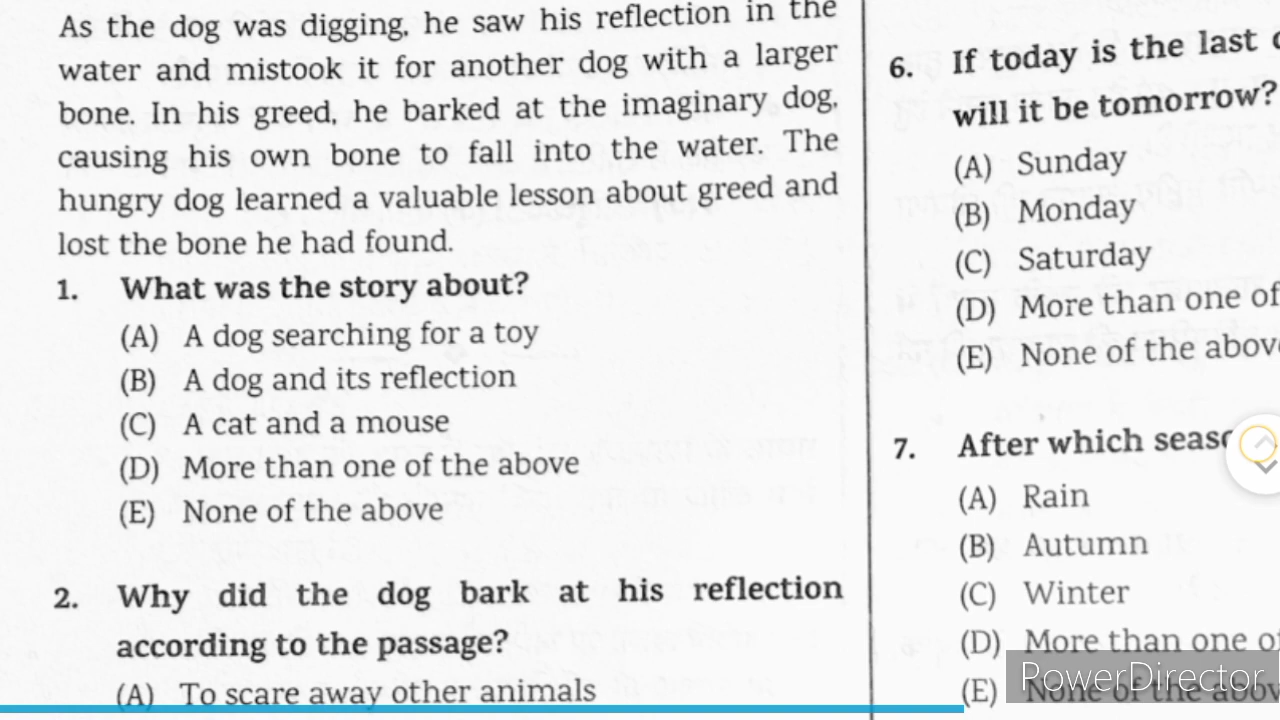 As the dog was digging, he saw his reflection in the
water and mistook it for another dog with a larger
bone. In his greed, he barked at the imaginary dog,
causing his own bone to fall into the water. The
hungry dog learned a valuable lesson about greed and
lost the bone he had found.
1. What was the story about?
(A) A dog searching for a toy
(B) A dog and its reflection
(C) A cat and a mouse
(D) More than one of the above
(E) None of the above
2. Why did the dog bark at his reflection
according to the passage?
(A) To scare away other animals
6. If today is the last
will it be tomorrow?
(A) Sunday
(B) Monday
(C) Saturday
(D) More than one of
(E) None of the
7. After which
(A) Rain
(B) Autumn
(C) Winter
(D) More than one
(E) None of the
PowerDirector